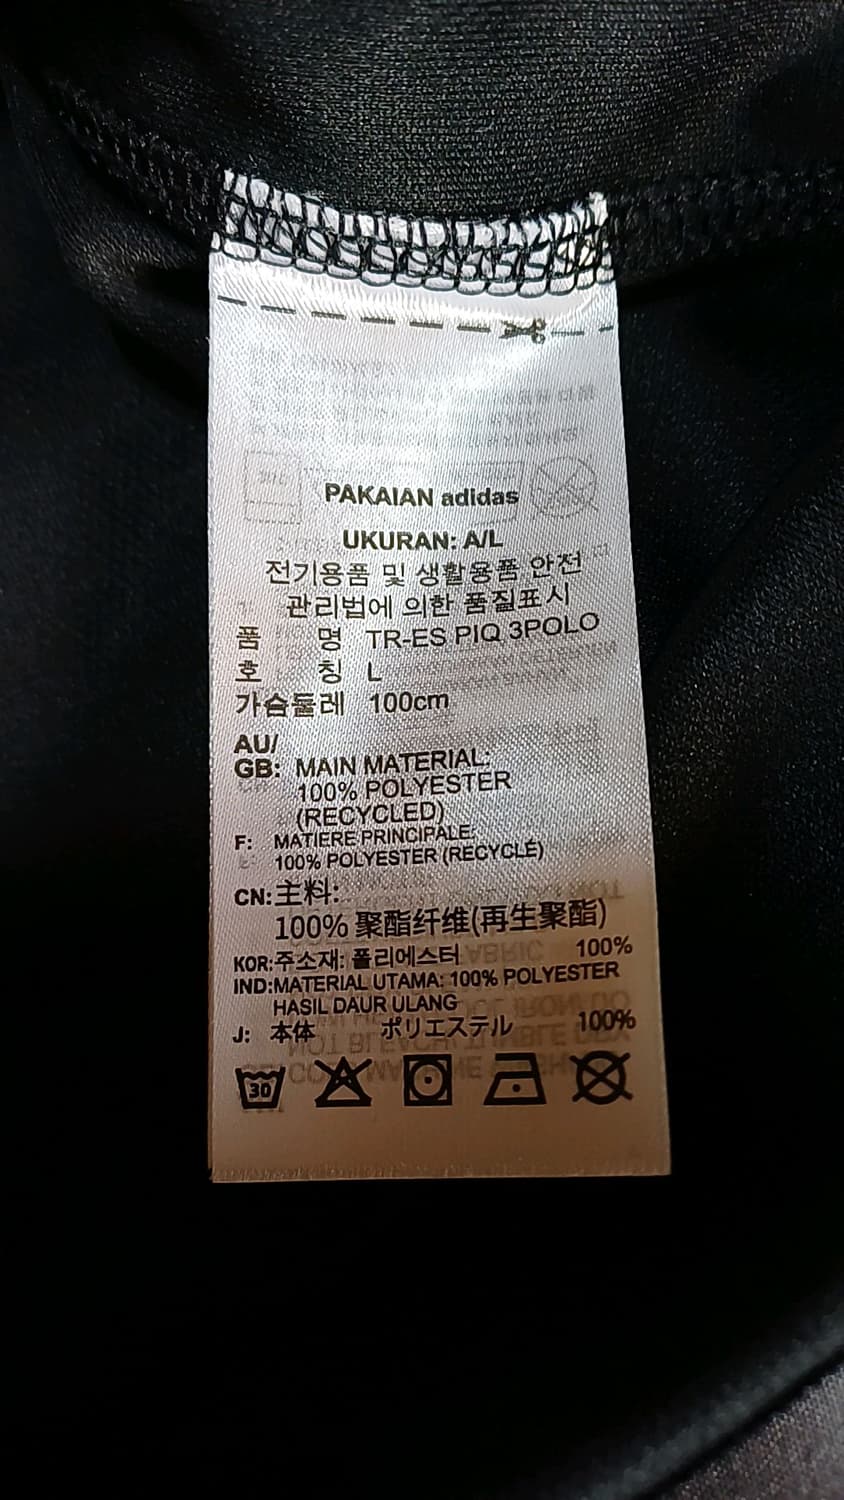 PAKAIAN adidas
UKURAN: A/L
전기용품 및 생활용품 안전
관리법에 의한 품질표시
품 명 TR-ES PIQ 3POLO
호 칭 L
가슴둘레 100cm
AU/
GB: MAIN MATERIAL:
100% POLYESTER
(RECYCLED)
F: MATIERE PRINCIPALE:
100% POLYESTER (RECYCLÉ)
CN:主料:
100% 聚酯纤维(再生聚酯)
KOR:주소재: 폴리에스터 100%
IND:MATERIAL UTAMA: 100% POLYESTER
HASIL DAUR ULANG
J: 本体 ポリエステル 100%
30